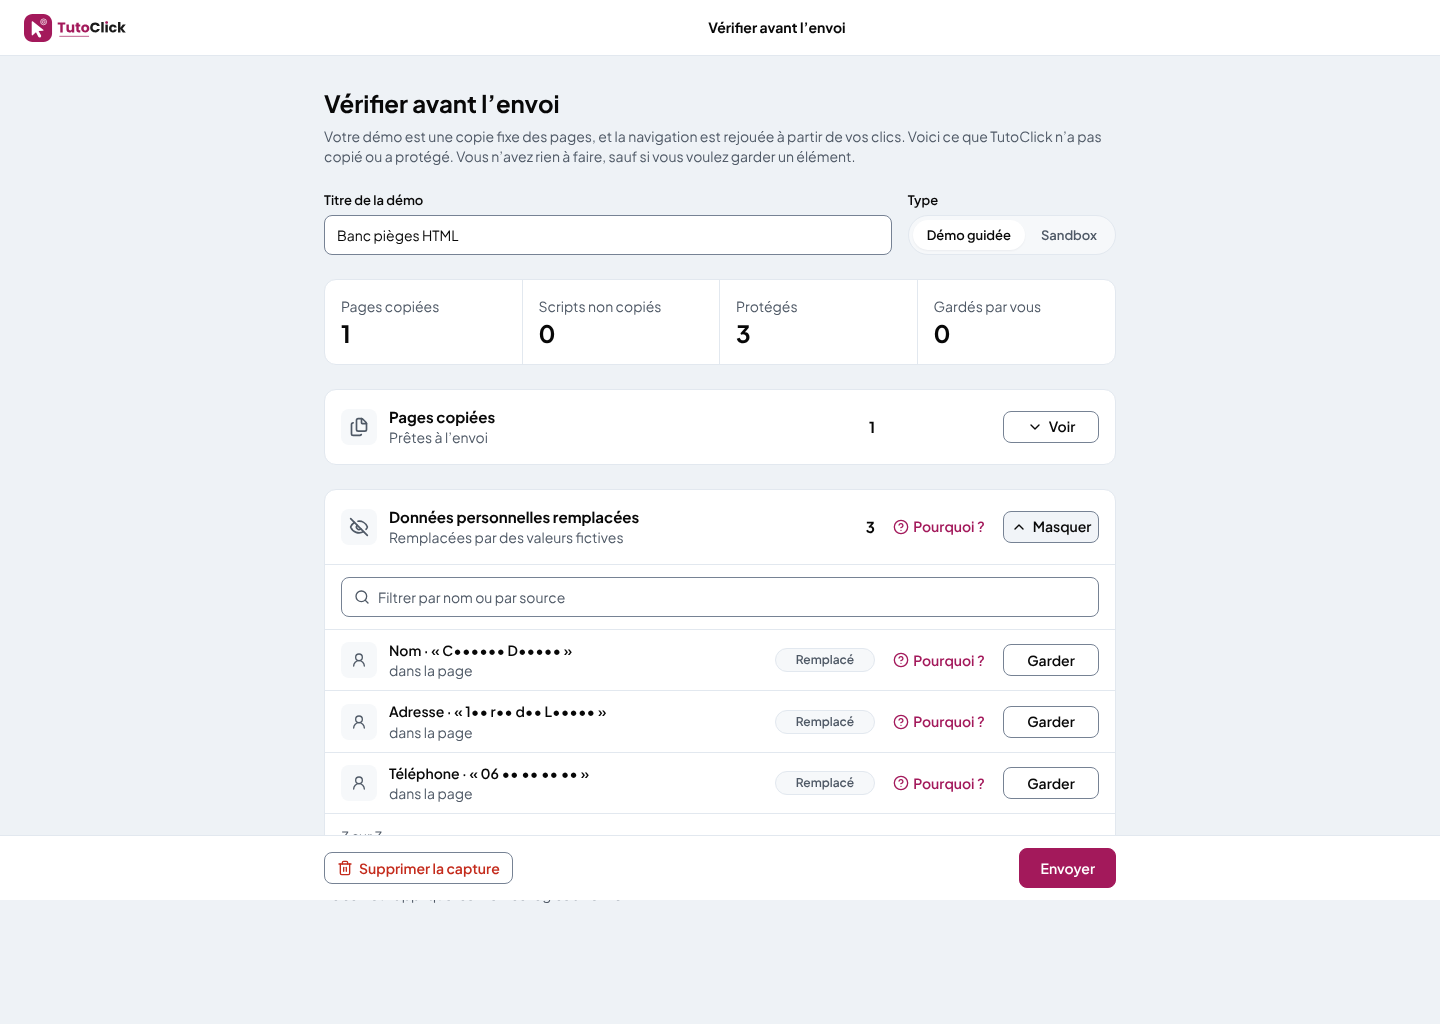 TutoClick
Vérifier avant l’envoi
Vérifier avant l’envoi
Votre démo est une copie fixe des pages, et la navigation est rejouée à partir de vos clics. Voici ce que TutoClick n’a pas
copié ou a protégé. Vous n’avez rien à faire, sauf si vous voulez garder un élément.
Titre de la démo
Type
Banc pièges HTML
Démo guidée
Sandbox
Pages copiées
Scripts non copiés
Protégés
Gardés par vous
1
0
3
0
Pages copiées
Prêtes à l’envoi
1
Voir
Données personnelles remplacées
Remplacées par des valeurs fictives
3
Pourquoi ?
Masquer
Filtrer par nom ou par source
Nom · « C•••••• D••••• »
dans la page
Remplacé
Pourquoi ?
Garder
Adresse · « 1•• r•• d•• L••••• »
dans la page
Remplacé
Pourquoi ?
Garder
Téléphone · « 06 •• •• •• •• »
dans la page
Remplacé
Pourquoi ?
Garder
Supprimer la capture
Envoyer